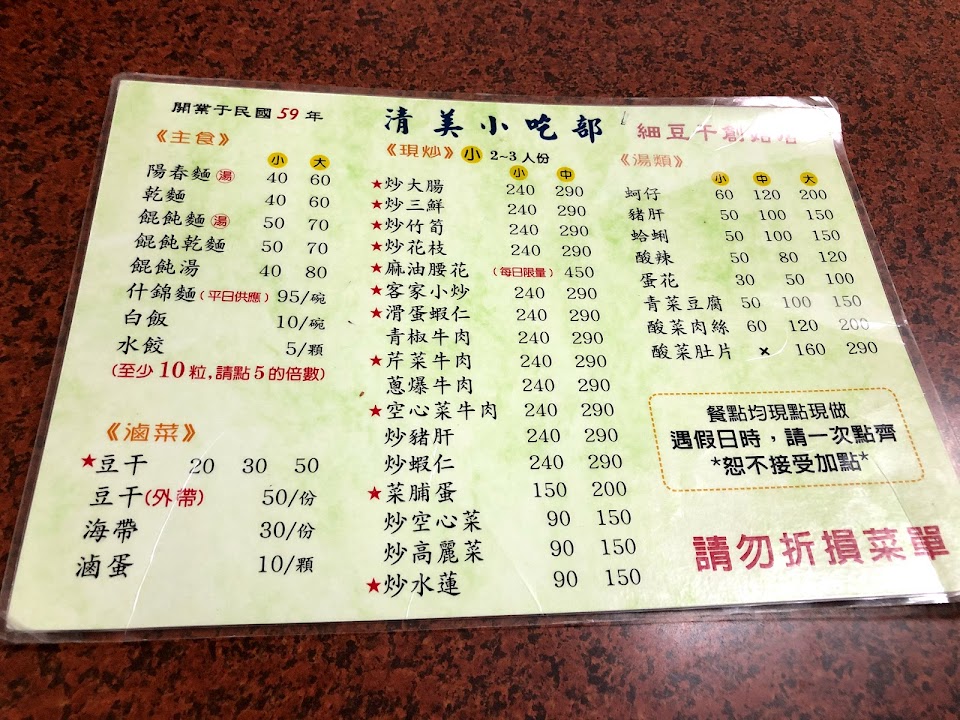 開業于民國 59 年
清美小吃部
細豆干創始店
《主食》
小 大
陽春麵 湯 40 60
乾麵 40 60
餛飩麵 湯 50 70
餛飩乾麵 50 70
餛飩湯 40 80
什錦麵(平日供應) 95/碗
白飯 10/碗
水餃 5/顆
(至少 10 粒,請點 5 的倍數)
《滷菜》
★豆干 20 30 50
豆干(外帶) 50/份
海帶 30/份
滷蛋 10/顆
《現炒》 小 2~3 人份
小 中
★炒大腸 240 290
★炒三鮮 240 290
★炒竹筍 240 290
★炒花枝 240 290
★麻油腰花 (每日限量) 450
★客家小炒 240 290
★滑蛋蝦仁 240 290
青椒牛肉 240 290
★芹菜牛肉 240 290
蔥爆牛肉 240 290
★空心菜牛肉 240 290
炒豬肝 240 290
炒蝦仁 240 290
★菜脯蛋 150 200
炒空心菜 90 150
炒高麗菜 90 150
★炒水蓮 90 150
《湯類》
小 中 大
蚵仔 60 120 200
豬肝 50 100 150
蛤蜊 50 100 150
酸辣 50 80 120
蛋花 30 50 100
青菜豆腐 50 100 150
酸菜肉絲 60 120 200
酸菜肚片 × 160 290
餐點均現點現做
遇假日時,請一次點齊
*恕不接受加點*
請勿折損菜單